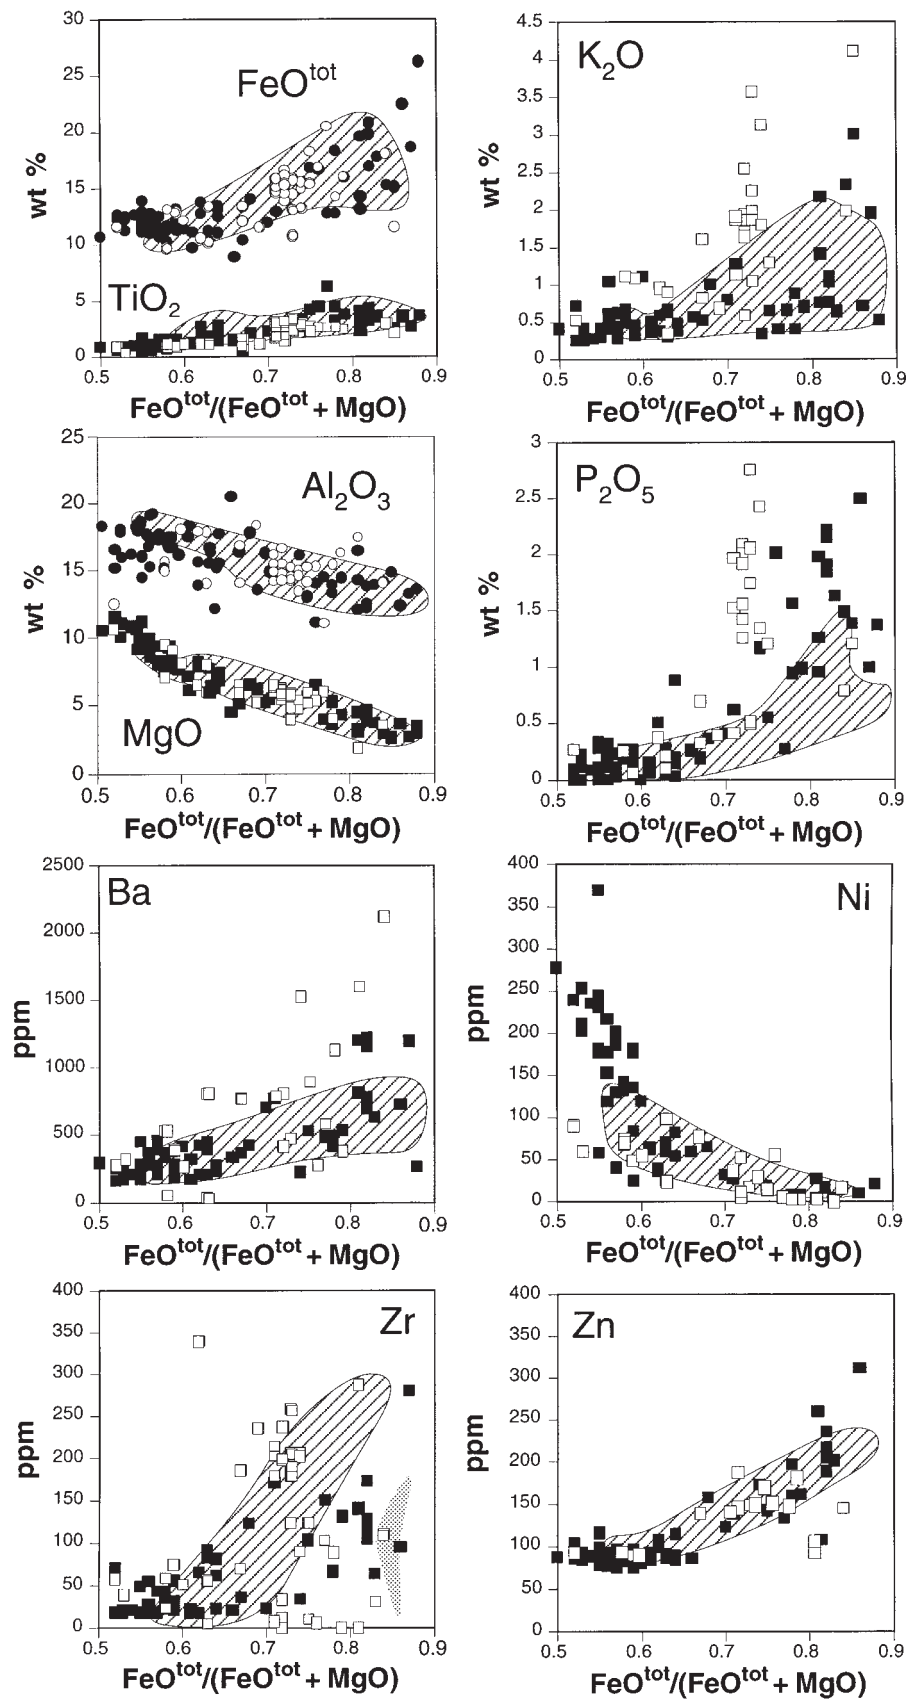 30
25
20
15
10
5
0
wt %
FeOtot
TiO2
0.5 0.6 0.7 0.8 0.9
FeOtot/(FeOtot + MgO)
4.5
4
3.5
3
2.5
2
1.5
1
0.5
0
wt %
K2O
0.5 0.6 0.7 0.8 0.9
FeOtot/(FeOtot + MgO)
25
20
15
10
5
0
wt %
Al2O3
MgO
0.5 0.6 0.7 0.8 0.9
FeOtot/(FeOtot + MgO)
3
2.5
2
1.5
1
0.5
0
wt %
P2O5
0.5 0.6 0.7 0.8 0.9
FeOtot/(FeOtot + MgO)
2500
2000
1500
1000
500
0
ppm
Ba
0.5 0.6 0.7 0.8 0.9
FeOtot/(FeOtot + MgO)
400
350
300
250
200
150
100
50
0
ppm
Ni
0.5 0.6 0.7 0.8 0.9
FeOtot/(FeOtot + MgO)
400
350
300
250
200
150
100
50
0
ppm
Zr
0.5 0.6 0.7 0.8 0.9
FeOtot/(FeOtot + MgO)
400
350
300
250
200
150
100
50
0
ppm
Zn
0.5 0.6 0.7 0.8 0.9
FeOtot/(FeOtot + MgO)